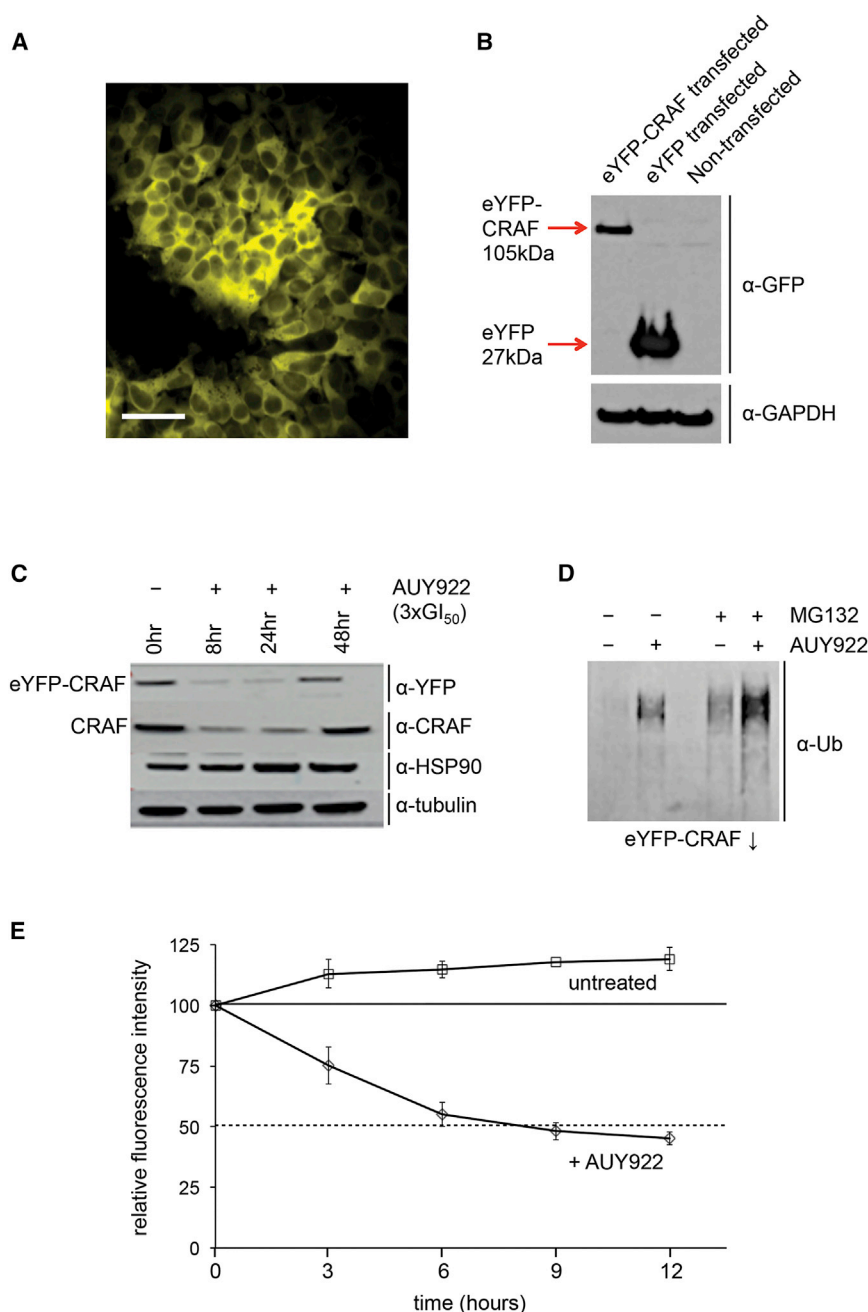 A
B
eYFP-CRAF transfected
eYFP transfected
Non-transfected
eYFP-
CRAF
105kDa
eYFP
27kDa
α-GFP
α-GAPDH
C
– + + + AUY922
(3xGI50)
0hr 8hr 24hr 48hr
eYFP-CRAF α-YFP
CRAF α-CRAF
α-HSP90
α-tubulin
D
– – + + MG132
– + – + AUY922
α-Ub
eYFP-CRAF ↓
E
relative fluorescence intensity
125
100
75
50
25
0
untreated
+ AUY922
0 3 6 9 12
time (hours)